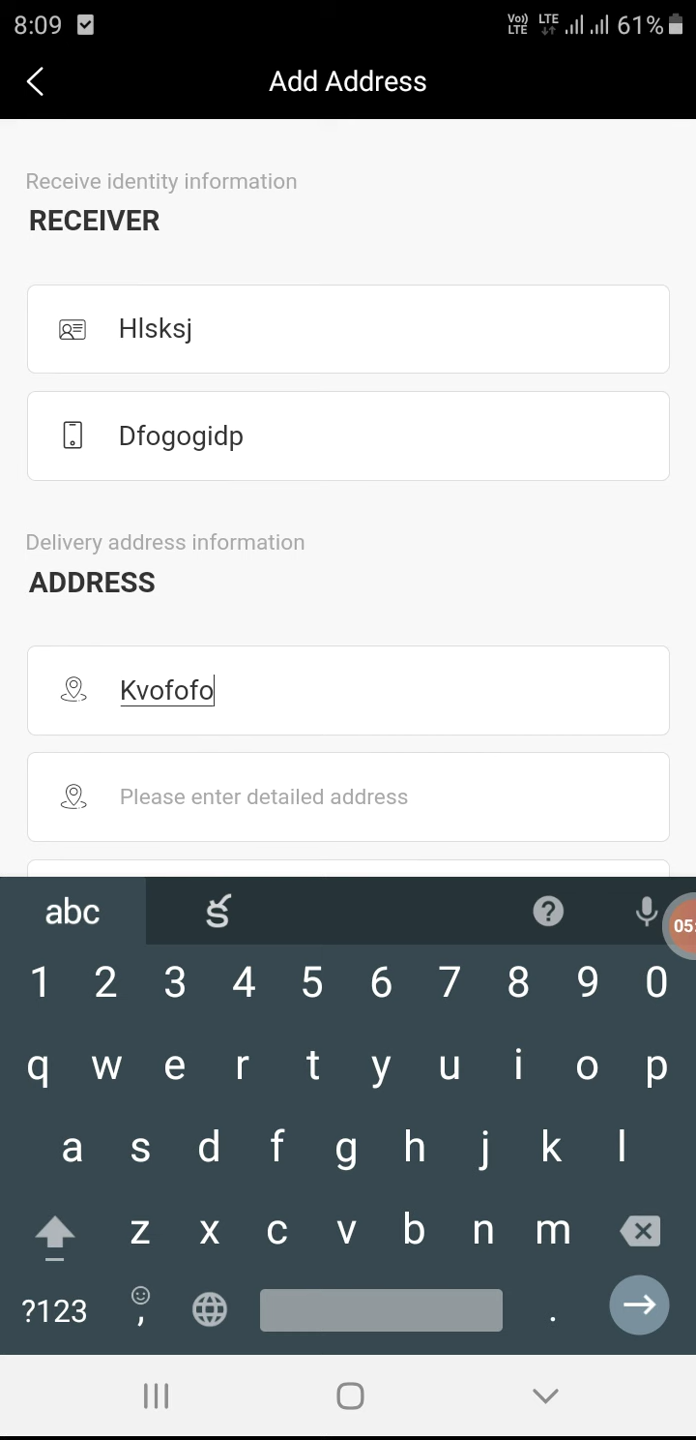 8:09
Vo)) LTE LTE 61%
Add Address
Receive identity information
RECEIVER
Hlsksj
Dfogogidp
Delivery address information
ADDRESS
Kvofofo
Please enter detailed address
abc క ?
05:
1 2 3 4 5 6 7 8 9 0
q w e r t y u i o p
a s d f g h j k l
z x c v b n m
?123 , .